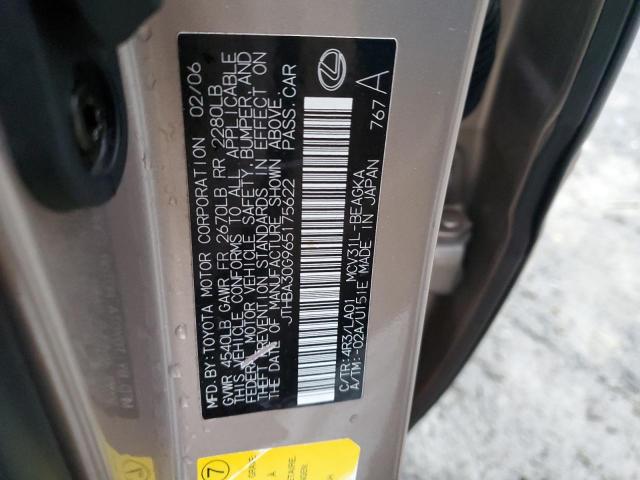 MFD.BY:TOYOTA MOTOR CORPORATION 02/06
GVWR 4540LB GAWR FR 2670LB RR 2280LB
THIS VEHICLE CONFORMS TO ALL APPLICABLE
FEDERAL MOTOR VEHICLE SAFETY, BUMPER, AND
THEFT PREVENTION STANDARDS IN EFFECT ON
THE DATE OF MANUFACTURE SHOWN ABOVE.
JTHBA30G965175622 PASS.CAR
C/TR:4R3/LA01 MCV31L-BEAGKA
A/TM:-02A/U151E MADE IN JAPAN 767 A
7